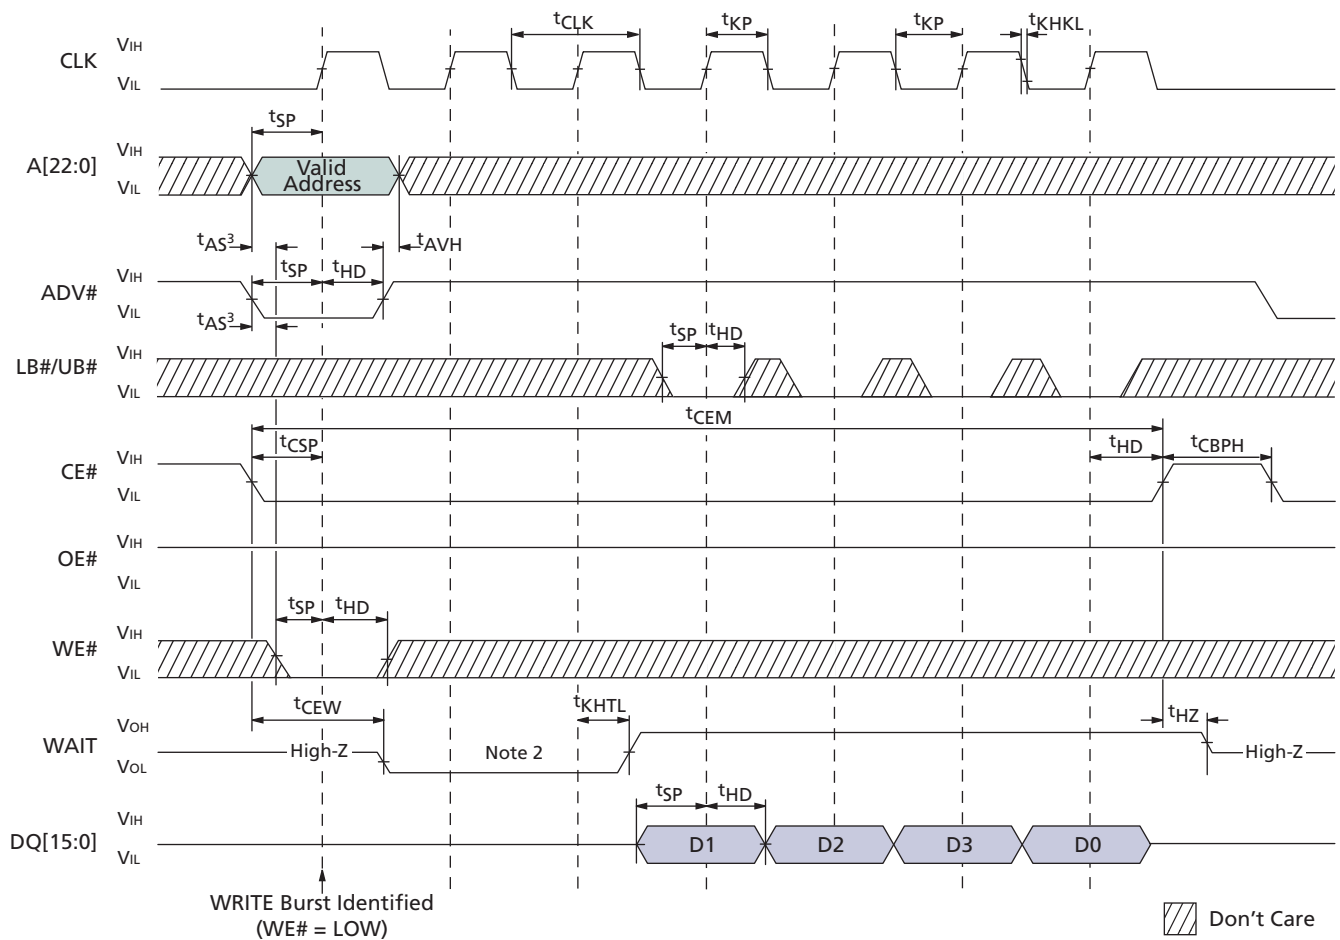 tCLK tKP tKP tKHKL
VIH
CLK
VIL
tSP
VIH
A[22:0]
VIL
Valid
Address
tAS3 tAVH
VIH
tSP tHD
ADV#
VIL
tAS3
tSP tHD
VIH
LB#/UB#
VIL
tCEM
tCSP tHD tCBPH
VIH
CE#
VIL
VIH
OE#
VIL
tSP tHD
VIH
WE#
VIL
tCEW tKHTL tHZ
VOH
WAIT High-Z Note 2 High-Z
VOL
tSP tHD
VIH
DQ[15:0] D1 D2 D3 D0
VIL
WRITE Burst Identified
(WE# = LOW)
Don't Care